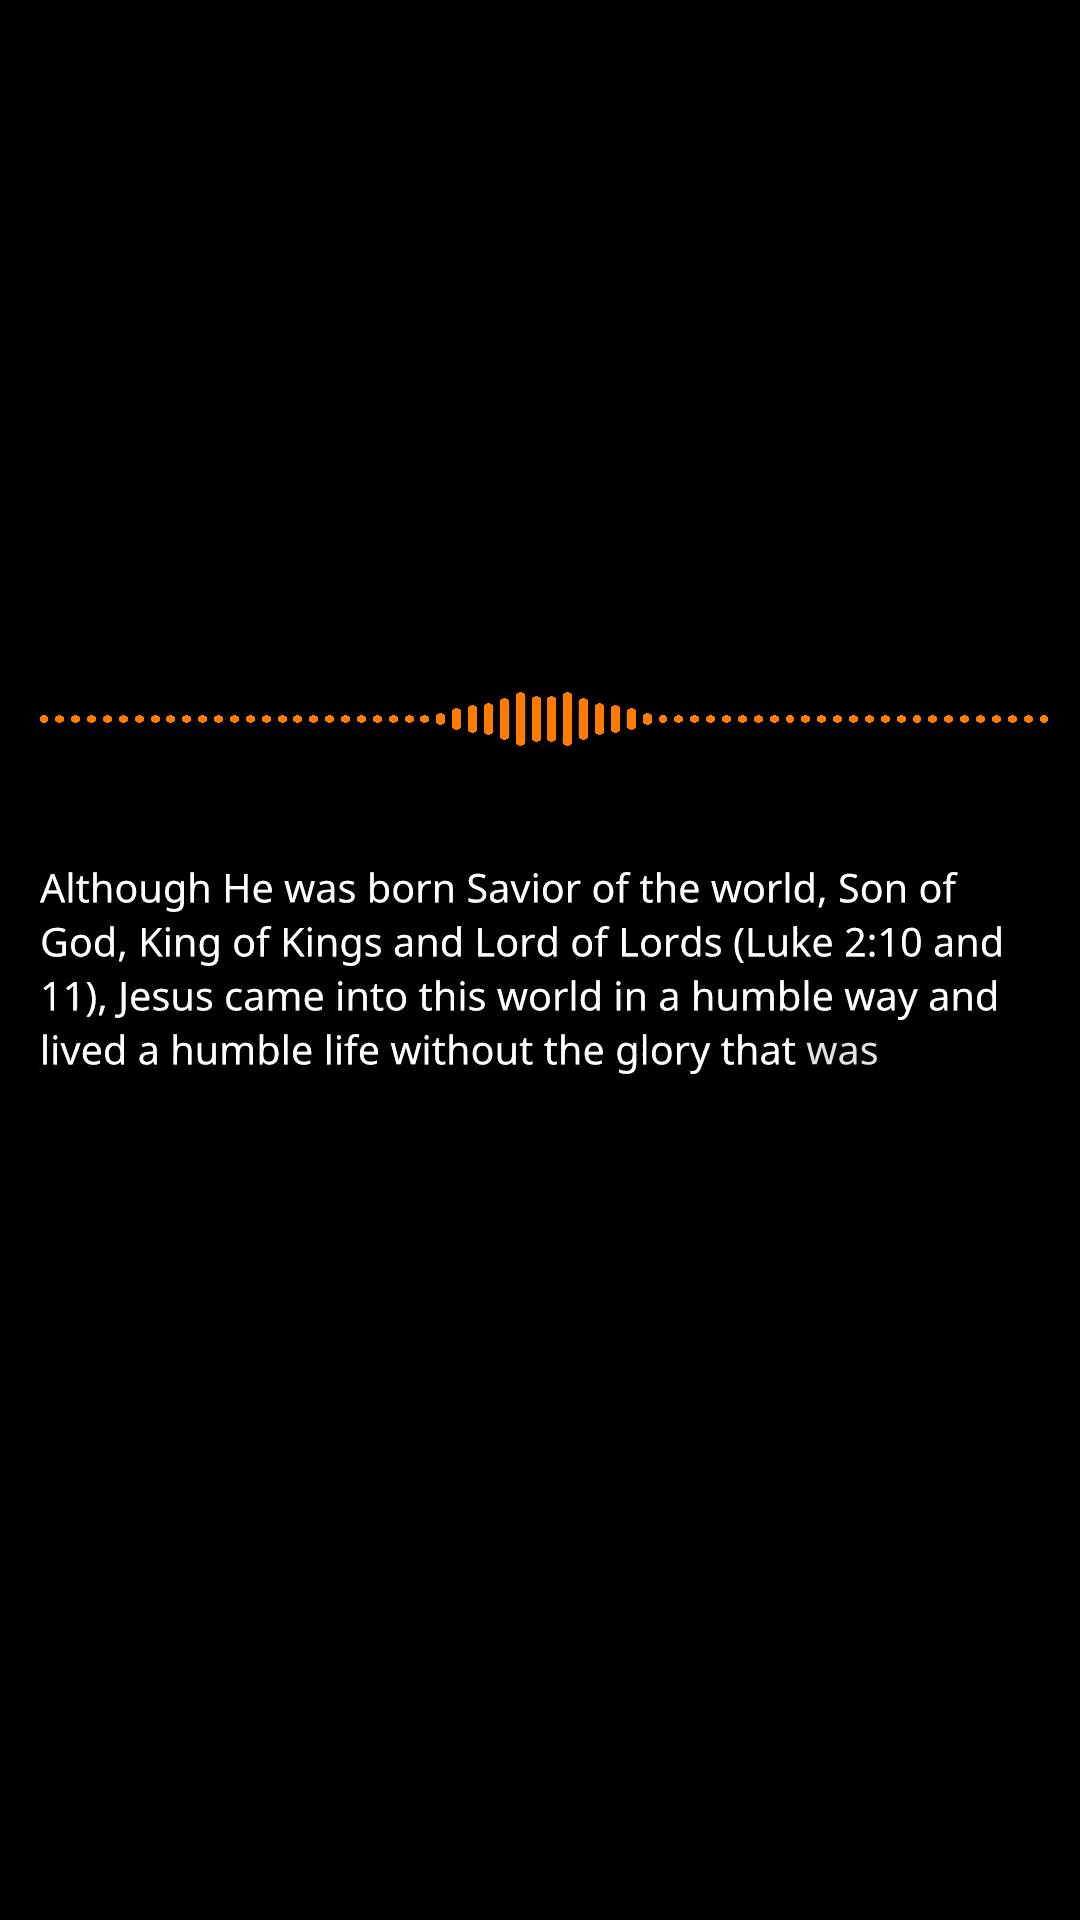 Although He was born Savior of the world, Son of
God, King of Kings and Lord of Lords (Luke 2:10 and
11), Jesus came into this world in a humble way and
lived a humble life without the glory that was